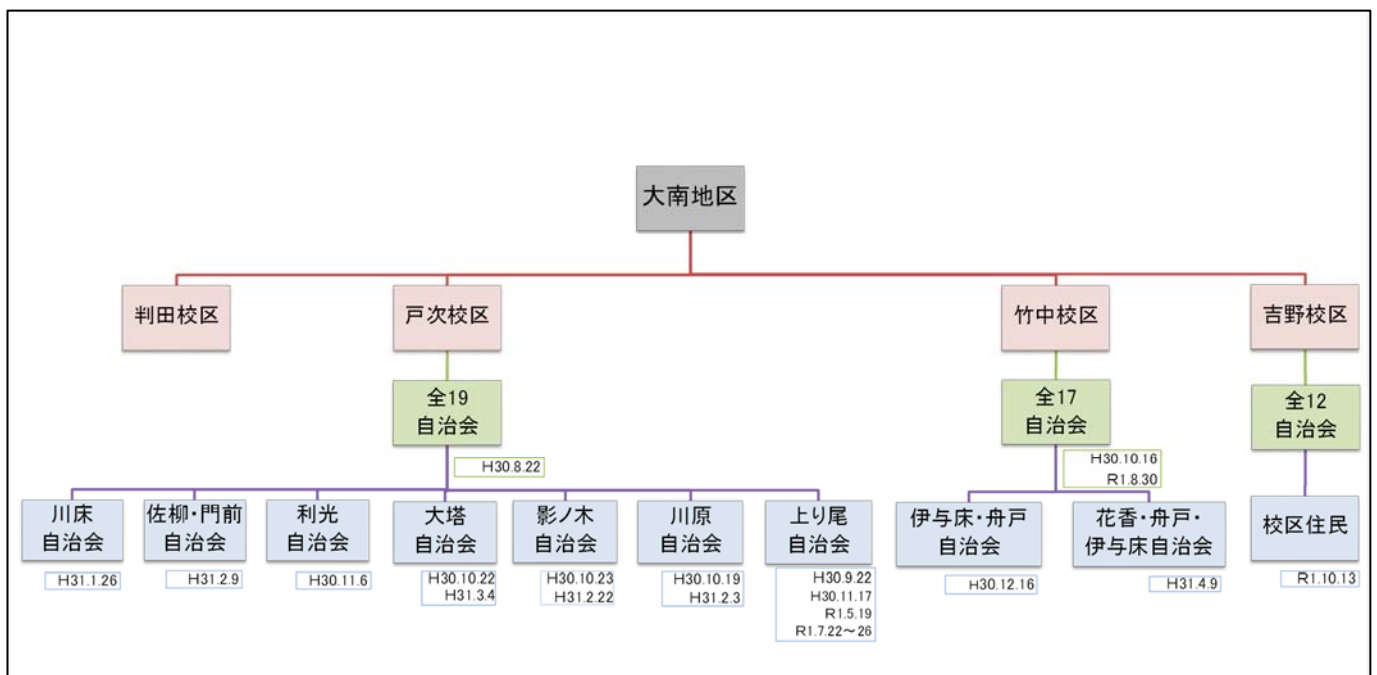 大南地区
判田校区
戸次校区
竹中校区
吉野校区
全19
自治会
全17
自治会
全12
自治会
H30.8.22
H30.10.16
R1.8.30
川床
自治会
佐柳・門前
自治会
利光
自治会
大塔
自治会
影ノ木
自治会
川原
自治会
上り尾
自治会
伊与床・舟戸
自治会
花香・舟戸・
伊与床自治会
校区住民
H31.1.26
H31.2.9
H30.11.6
H30.10.22
H31.3.4
H30.10.23
H31.2.22
H30.10.19
H31.2.3
H30.9.22
H30.11.17
R1.5.19
R1.7.22～26
H30.12.16
H31.4.9
R1.10.13